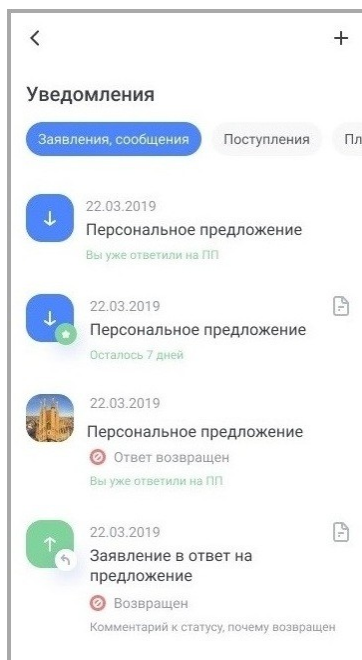 Уведомления
Заявления, сообщения
Поступления
Пл
22.03.2019
Персональное предложение
Вы уже ответили на ПП
22.03.2019
Персональное предложение
Осталось 7 дней
22.03.2019
Персональное предложение
Ответ возвращен
Вы уже ответили на ПП
22.03.2019
Заявление в ответ на
предложение
Возвращен
Комментарий к статусу, почему возвращен